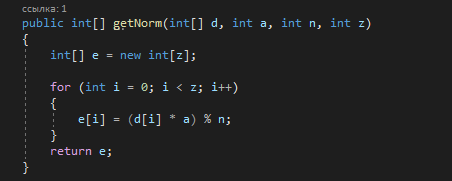 ссылка: 1
public int[] getNorm(int[] d, int a, int n, int z)
{
int[] e = new int[z];
for (int i = 0; i < z; i++)
{
e[i] = (d[i] * a) % n;
}
return e;
}